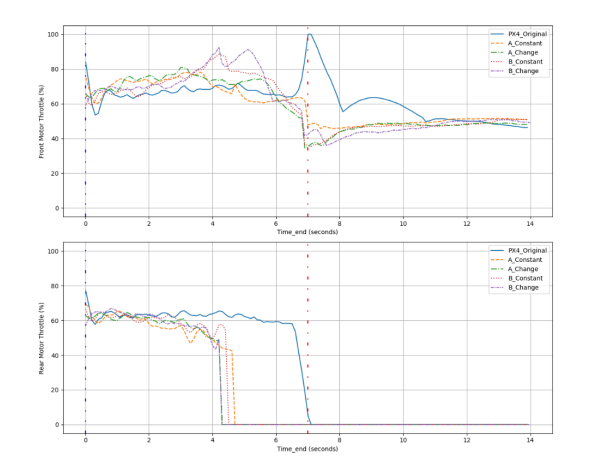 100
80
60
40
20
0
Front Motor Throttle (%)
PX4_Original
A_Constant
A_Change
B_Constant
B_Change
0 2 4 6 8 10 12 14
Time_end (seconds)
100
80
60
40
20
0
Rear Motor Throttle (%)
PX4_Original
A_Constant
A_Change
B_Constant
B_Change
0 2 4 6 8 10 12 14
Time_end (seconds)